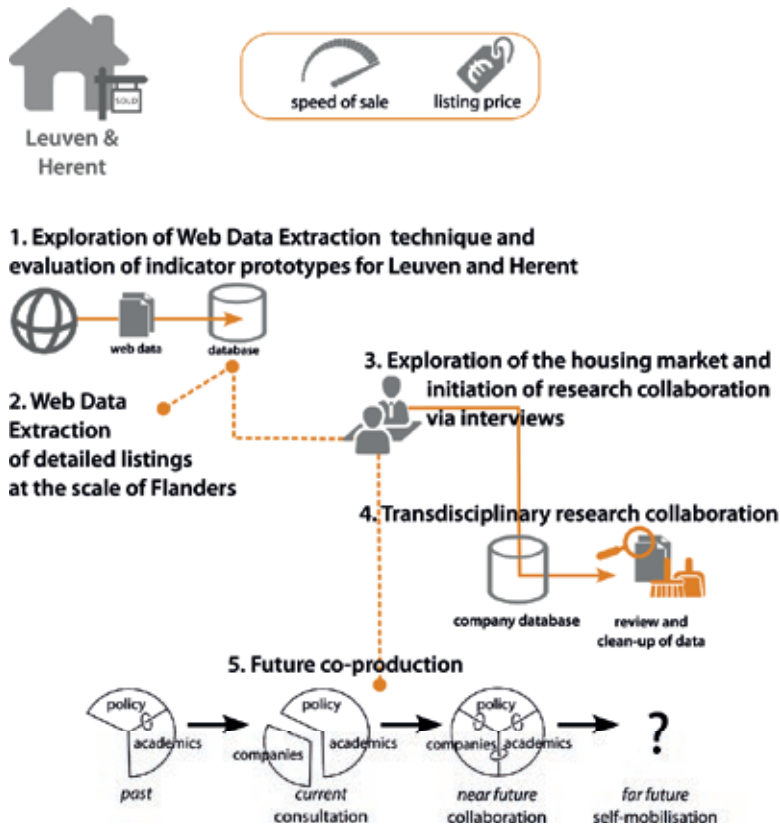 SOLD
Leuven &
Herent
speed of sale
listing price
1. Exploration of Web Data Extraction technique and
evaluation of indicator prototypes for Leuven and Herent
web data
database
2. Web Data
Extraction
of detailed listings
at the scale of Flanders
3. Exploration of the housing market and
initiation of research collaboration
via interviews
4. Transdisciplinary research collaboration
company database
review and
clean-up of data
5. Future co-production
policy
academics
past
policy
companies
academics
current
consultation
policy
companies
academics
near future
collaboration
?
far future
self-mobilisation